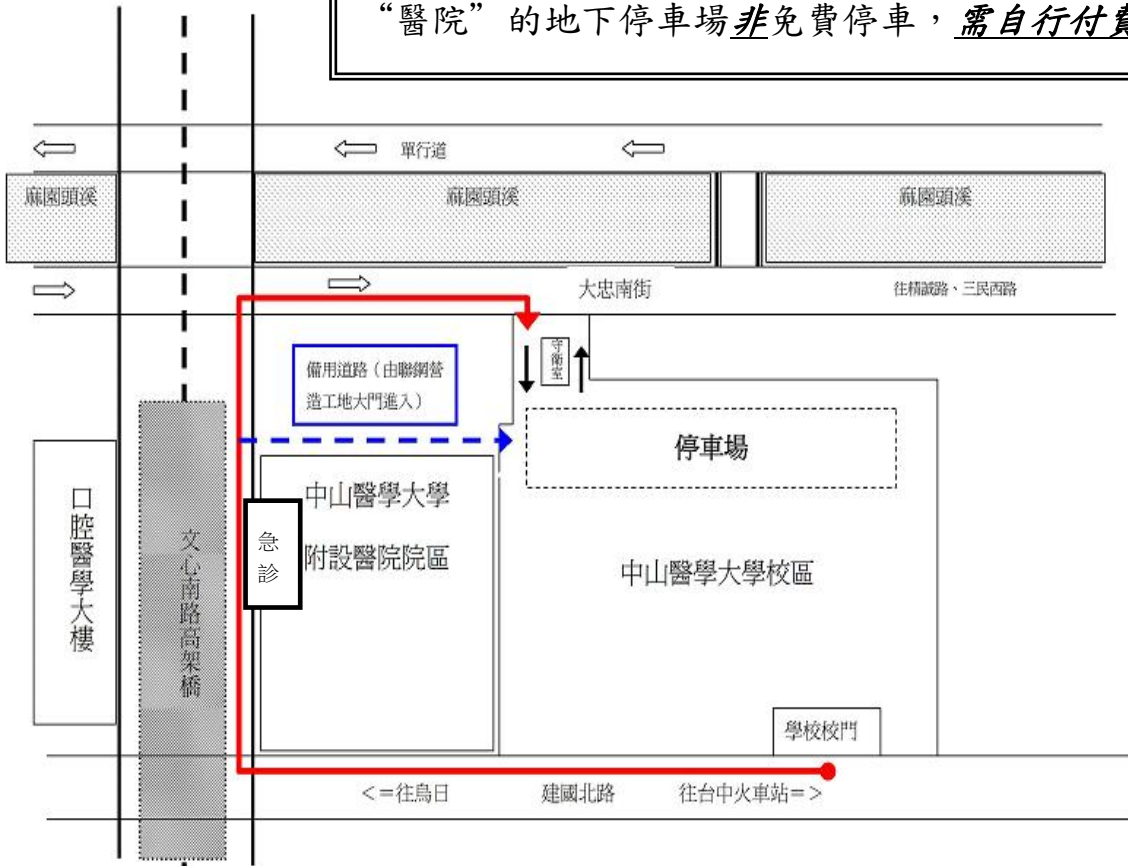 “醫院”的地下停車場非免費停車，需自行付費
單行道
麻園頭溪
麻園頭溪
麻園頭溪
大忠南街
往積誠路、三民西路
守衛室
備用道路（由聯鋼營
造工地大門進入）
停車場
中山醫學大學
附設醫院院區
急診
口腔醫學大樓
文心南路高架橋
中山醫學大學校區
學校校門
<=往烏日
建國北路
往台中火車站=>